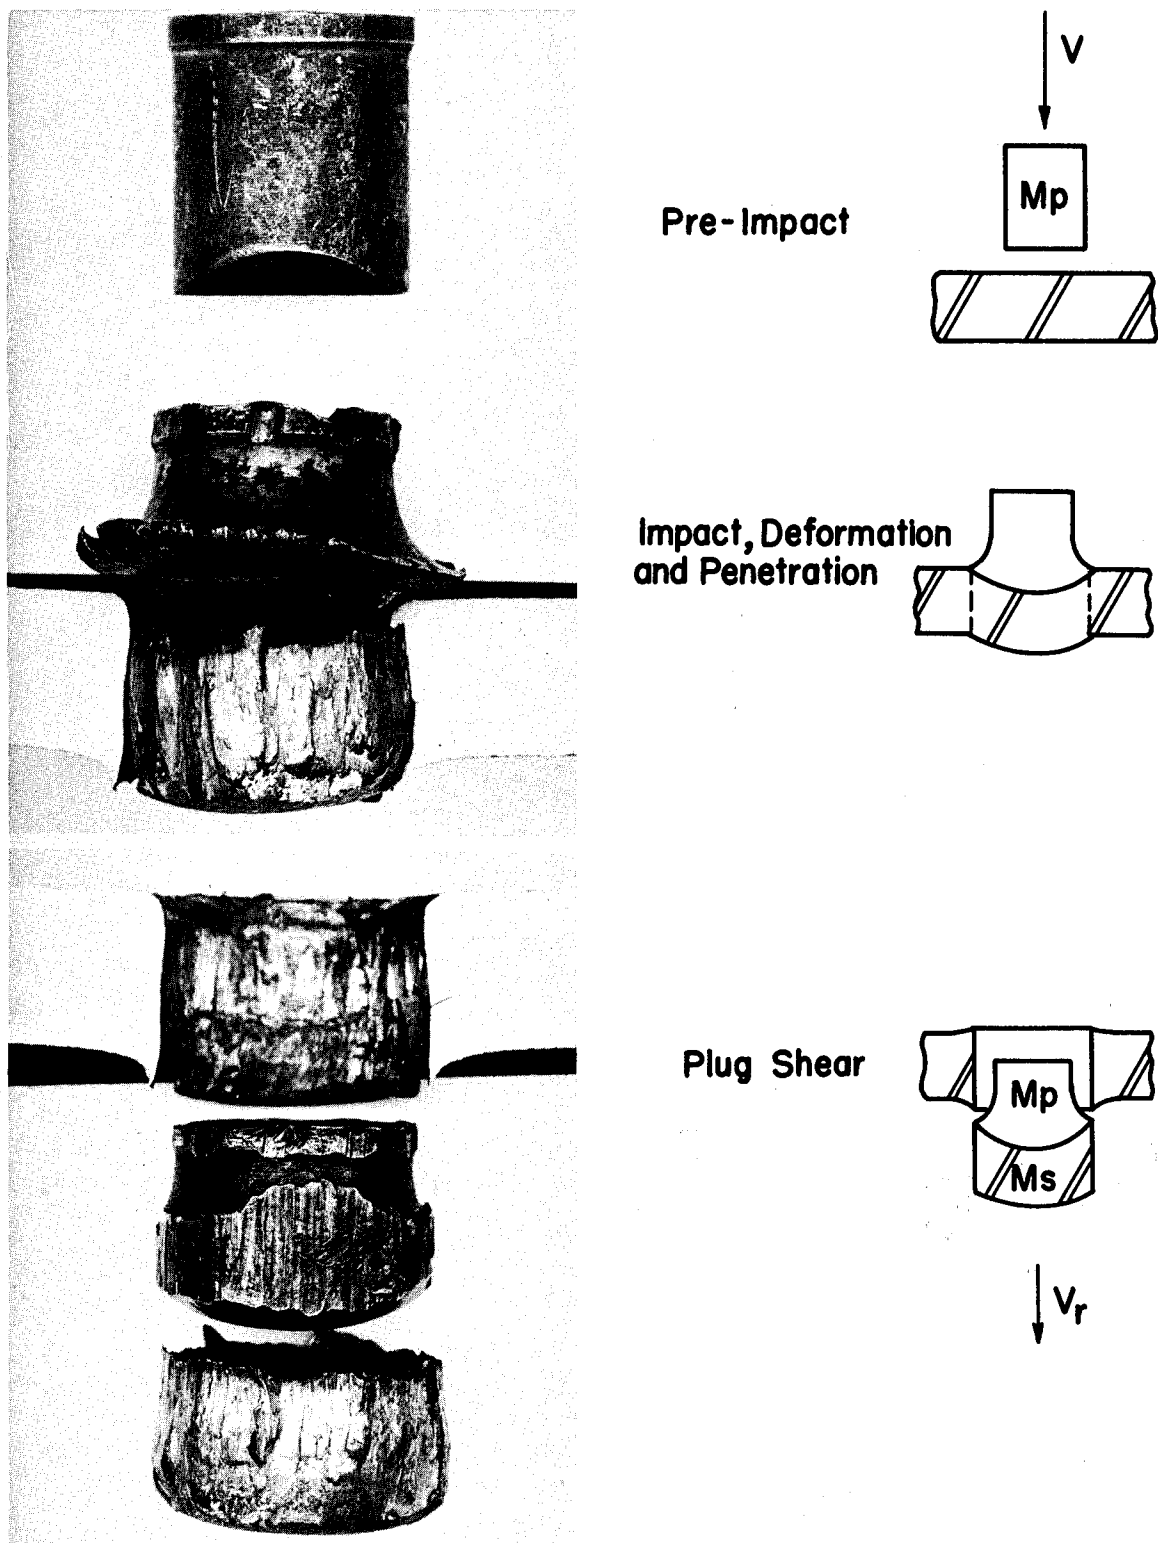 V
Mp
Pre-Impact
Impact, Deformation
and Penetration
Plug Shear
Mp
Ms
Vr